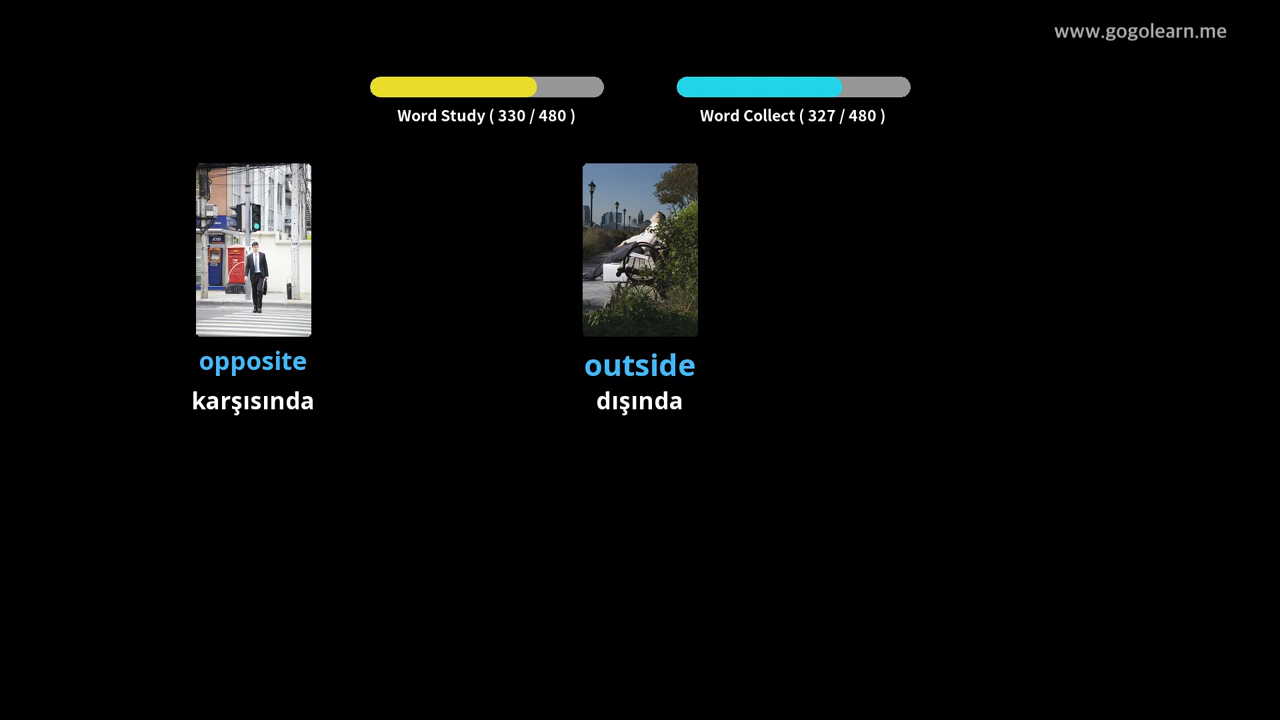 www.gogolearn.me
Word Study ( 330 / 480 )
Word Collect ( 327 / 480 )
opposite
karşısında
outside
dışında